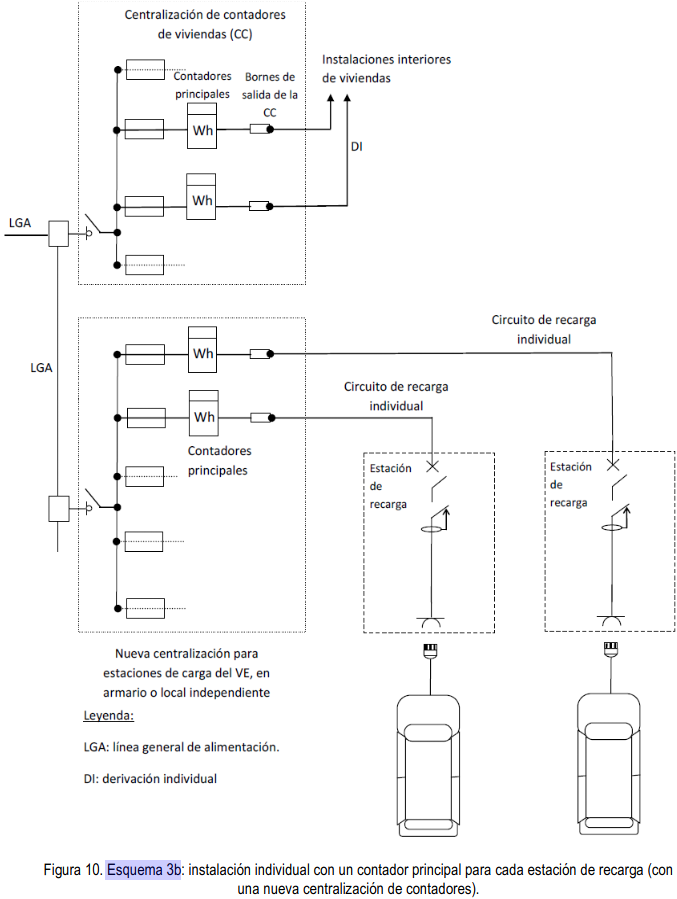 Centralización de contadores
de viviendas (CC)
Contadores
principales
Bornes de
salida de la
CC
Instalaciones interiores
de viviendas
Wh
DI
Wh
LGA
LGA
Wh
Circuito de recarga
individual
Wh
Circuito de recarga
individual
Contadores
principales
Estación
de
recarga
Estación
de
recarga
Nueva centralización para
estaciones de carga del VE, en
armario o local independiente
Leyenda:
LGA: línea general de alimentación.
DI: derivación individual
Figura 10. Esquema 3b: instalación individual con un contador principal para cada estación de recarga (con
una nueva centralización de contadores).